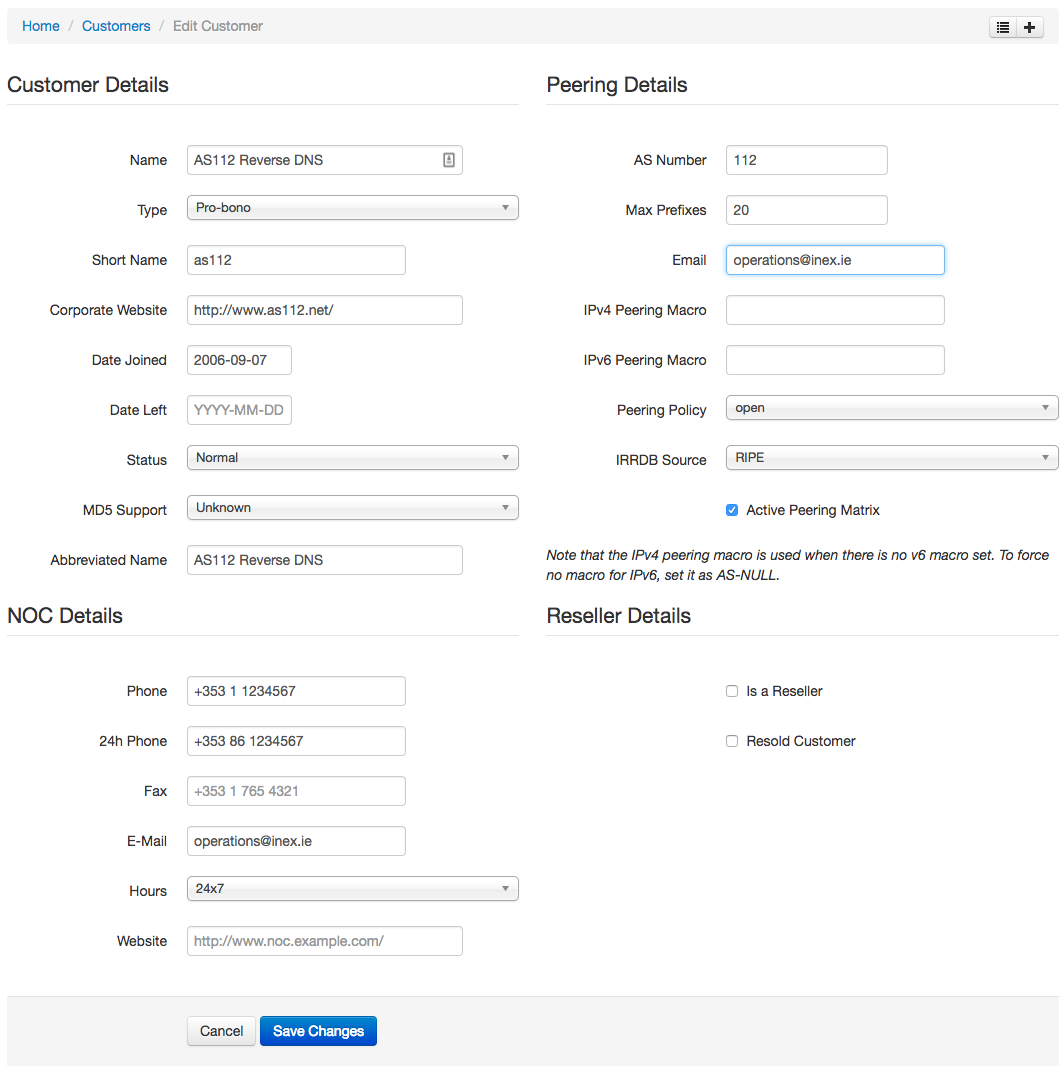 Home / Customers / Edit Customer
Customer Details
Name AS112 Reverse DNS
Type Pro-bono
Short Name as112
Corporate Website http://www.as112.net/
Date Joined 2006-09-07
Date Left YYYY-MM-DD
Status Normal
MD5 Support Unknown
Abbreviated Name AS112 Reverse DNS
Peering Details
AS Number 112
Max Prefixes 20
Email operations@inex.ie
IPv4 Peering Macro
IPv6 Peering Macro
Peering Policy open
IRRDB Source RIPE
Active Peering Matrix
Note that the IPv4 peering macro is used when there is no v6 macro set. To force
no macro for IPv6, set it as AS-NULL.
NOC Details
Phone +353 1 1234567
24h Phone +353 86 1234567
Fax +353 1 765 4321
E-Mail operations@inex.ie
Hours 24x7
Website http://www.noc.example.com/
Reseller Details
Is a Reseller
Resold Customer
Cancel Save Changes